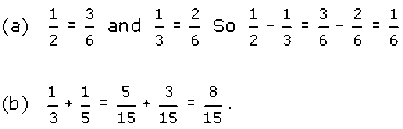 (a) 1/2 = 3/6 and 1/3 = 2/6 So 1/2 - 1/3 = 3/6 - 2/6 = 1/6
(b) 1/3 + 1/5 = 5/15 + 3/15 = 8/15.